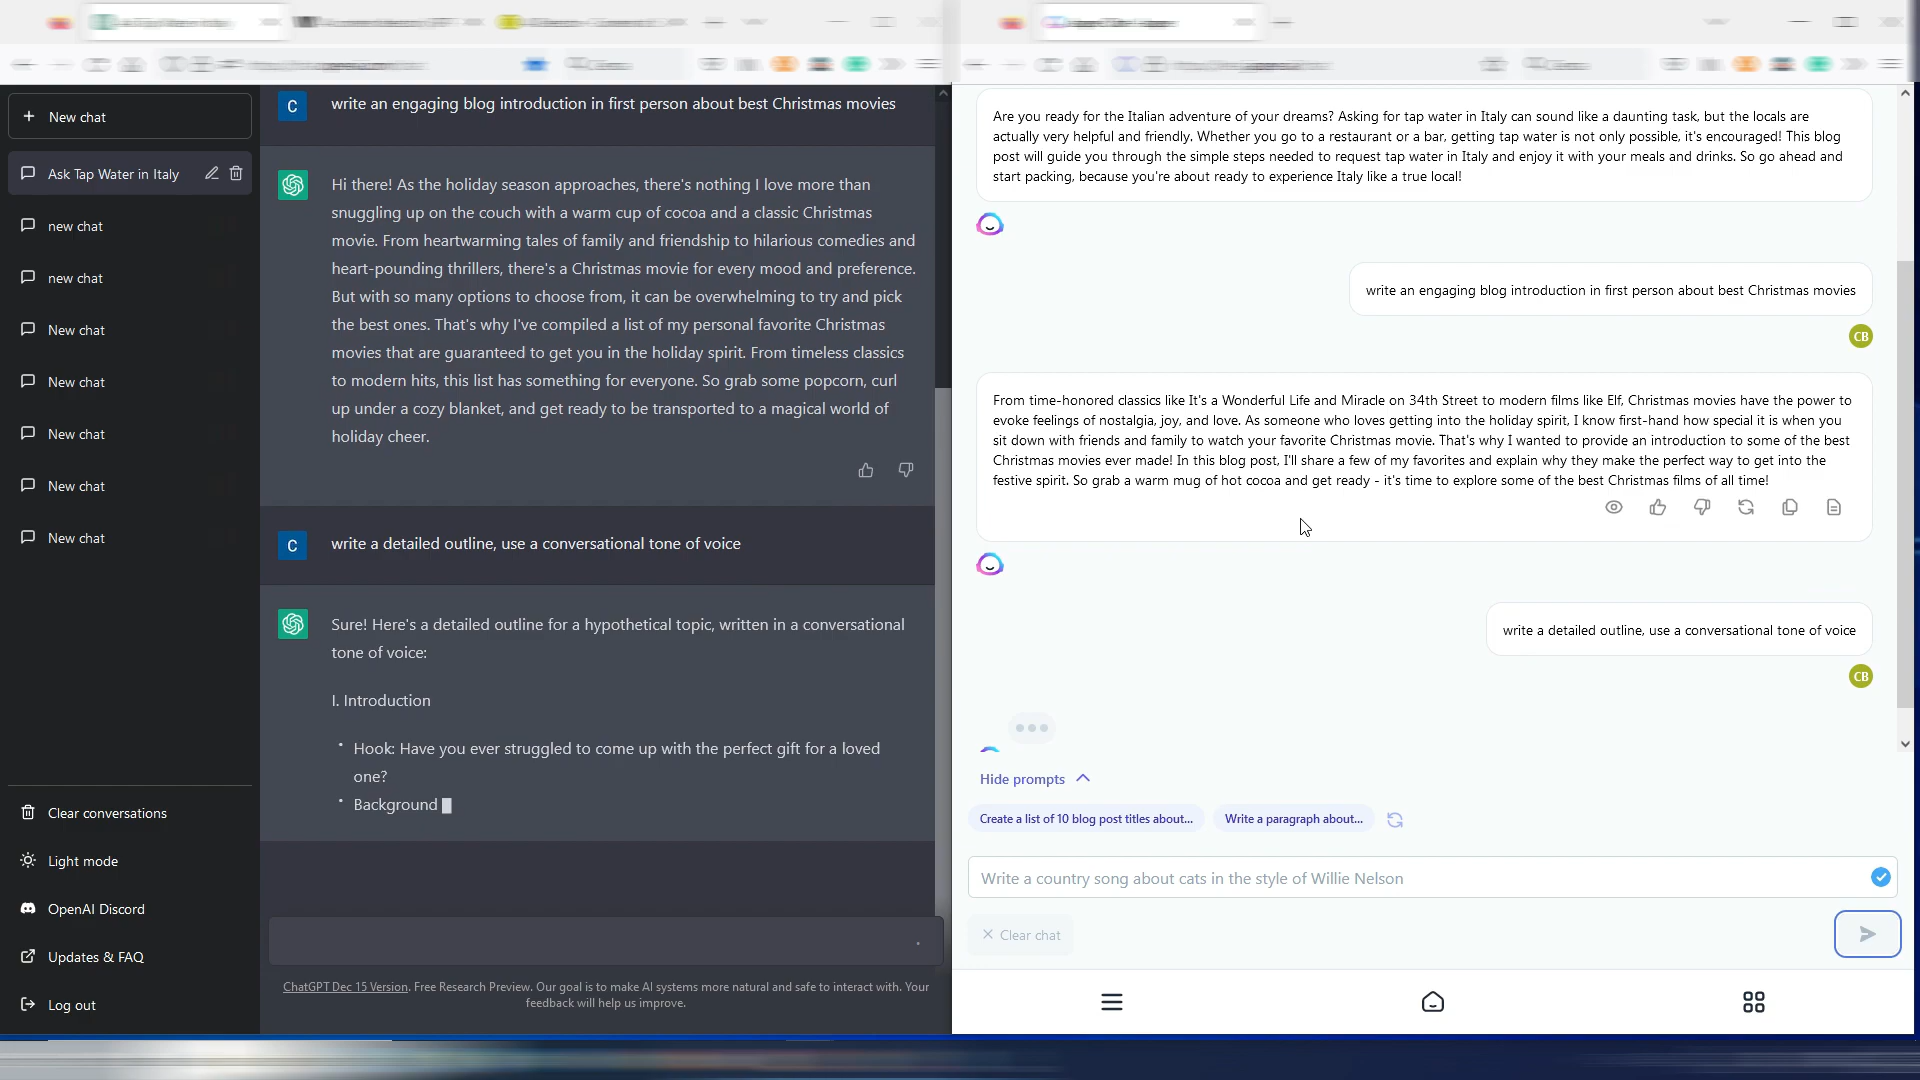 New chat
Ask Tap Water in Italy
new chat
new chat
New chat
New chat
New chat
New chat
New chat
Clear conversations
Light mode
OpenAI Discord
Updates & FAQ
Log out
C
write an engaging blog introduction in first person about best Christmas movies
Hi there! As the holiday season approaches, there's nothing I love more than
snuggling up on the couch with a warm cup of cocoa and a classic Christmas
movie. From heartwarming tales of family and friendship to hilarious comedies and
heart-pounding thrillers, there's a Christmas movie for every mood and preference.
But with so many options to choose from, it can be overwhelming to try and pick
the best ones. That's why I've compiled a list of my personal favorite Christmas
movies that are guaranteed to get you in the holiday spirit. From timeless classics
to modern hits, this list has something for everyone. So grab some popcorn, curl
up under a cozy blanket, and get ready to be transported to a magical world of
holiday cheer.
C
write a detailed outline, use a conversational tone of voice
Sure! Here's a detailed outline for a hypothetical topic, written in a conversational
tone of voice:
I. Introduction
• Hook: Have you ever struggled to come up with the perfect gift for a loved
one?
• Background
ChatGPT Dec 15 Version. Free Research Preview. Our goal is to make AI systems more natural and safe to interact with. Your
feedback will help us improve.
Are you ready for the Italian adventure of your dreams? Asking for tap water in Italy can sound like a daunting task, but the locals are
actually very helpful and friendly. Whether you go to a restaurant or a bar, getting tap water is not only possible, it's encouraged! This blog
post will guide you through the simple steps needed to request tap water in Italy and enjoy it with your meals and drinks. So go ahead and
start packing, because you're about ready to experience Italy like a true local!
write an engaging blog introduction in first person about best Christmas movies
CB
From time-honored classics like It's a Wonderful Life and Miracle on 34th Street to modern films like Elf, Christmas movies have the power to
evoke feelings of nostalgia, joy, and love. As someone who loves getting into the holiday spirit, I know first-hand how special it is when you
sit down with friends and family to watch your favorite Christmas movie. That's why I wanted to provide an introduction to some of the best
Christmas movies ever made! In this blog post, I'll share a few of my favorites and explain why they make the perfect way to get into the
festive spirit. So grab a warm mug of hot cocoa and get ready - it's time to explore some of the best Christmas films of all time!
write a detailed outline, use a conversational tone of voice
CB
Hide prompts
Create a list of 10 blog post titles about...
Write a paragraph about...
Write a country song about cats in the style of Willie Nelson
Clear chat